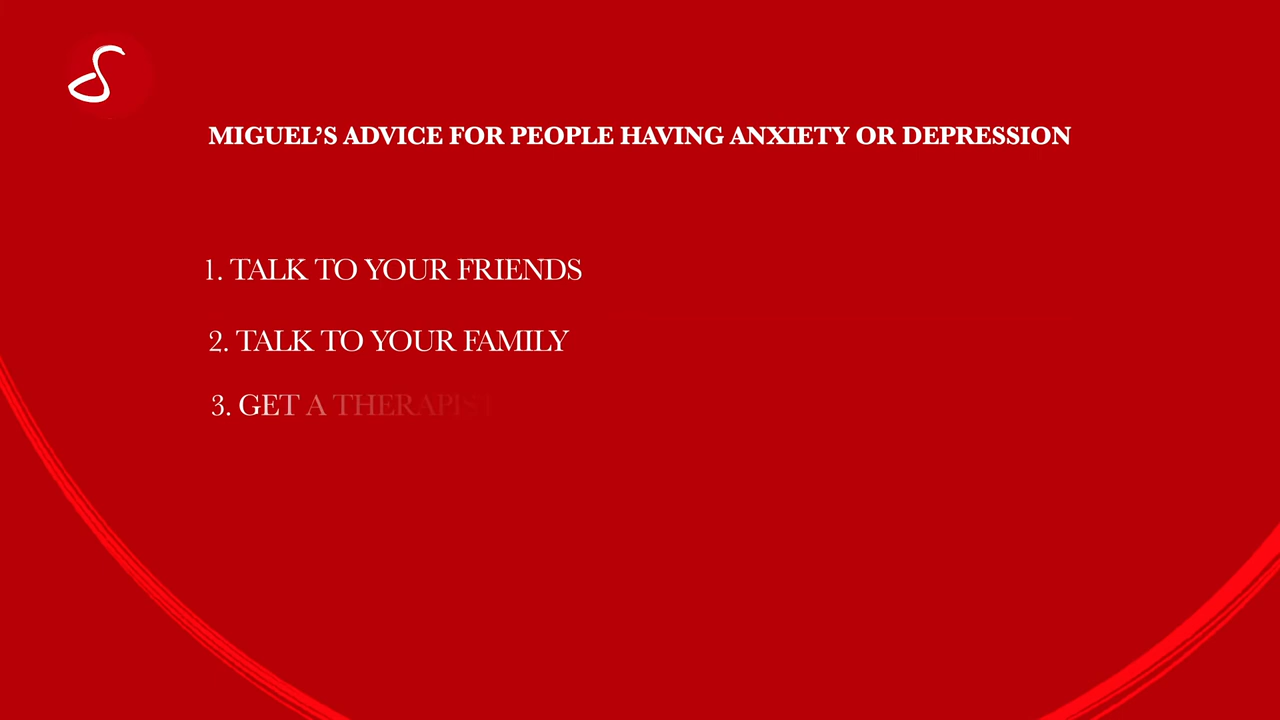 MIGUEL’S ADVICE FOR PEOPLE HAVING ANXIETY OR DEPRESSION
1. TALK TO YOUR FRIENDS
2. TALK TO YOUR FAMILY
3. GET A THERAPIST